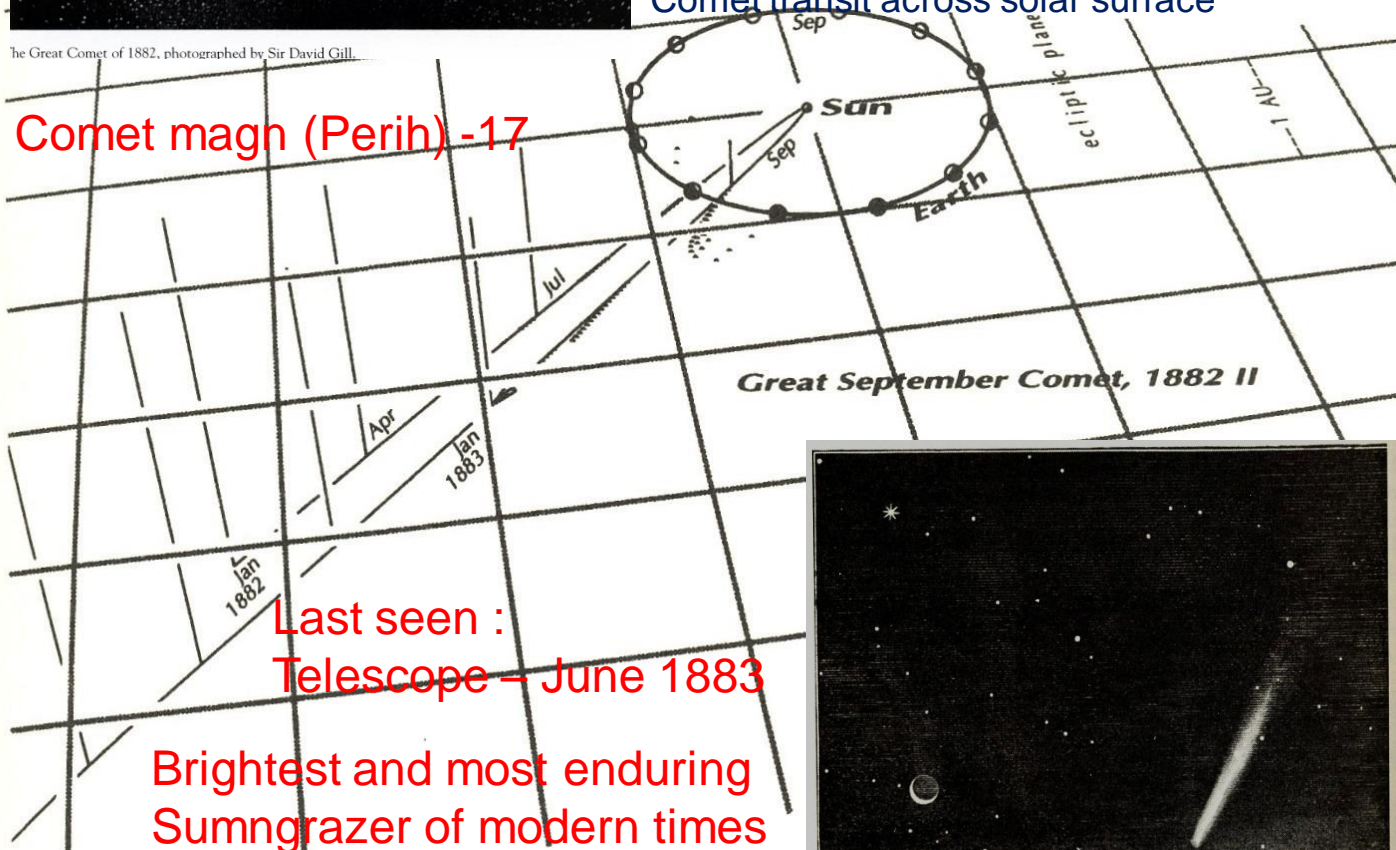 Comet transit across solar surface
he Great Comet of 1882, photographed by Sir David Gill.
Sep
ecliptic plane
1 AU
Comet magn (Perih) -17
Sun
Sep
Earth
Jul
Great September Comet, 1882 II
Apr
Jan
1883
Jan
1882
Last seen :
Telescope – June 1883
Brightest and most enduring
Sumngrazer of modern times